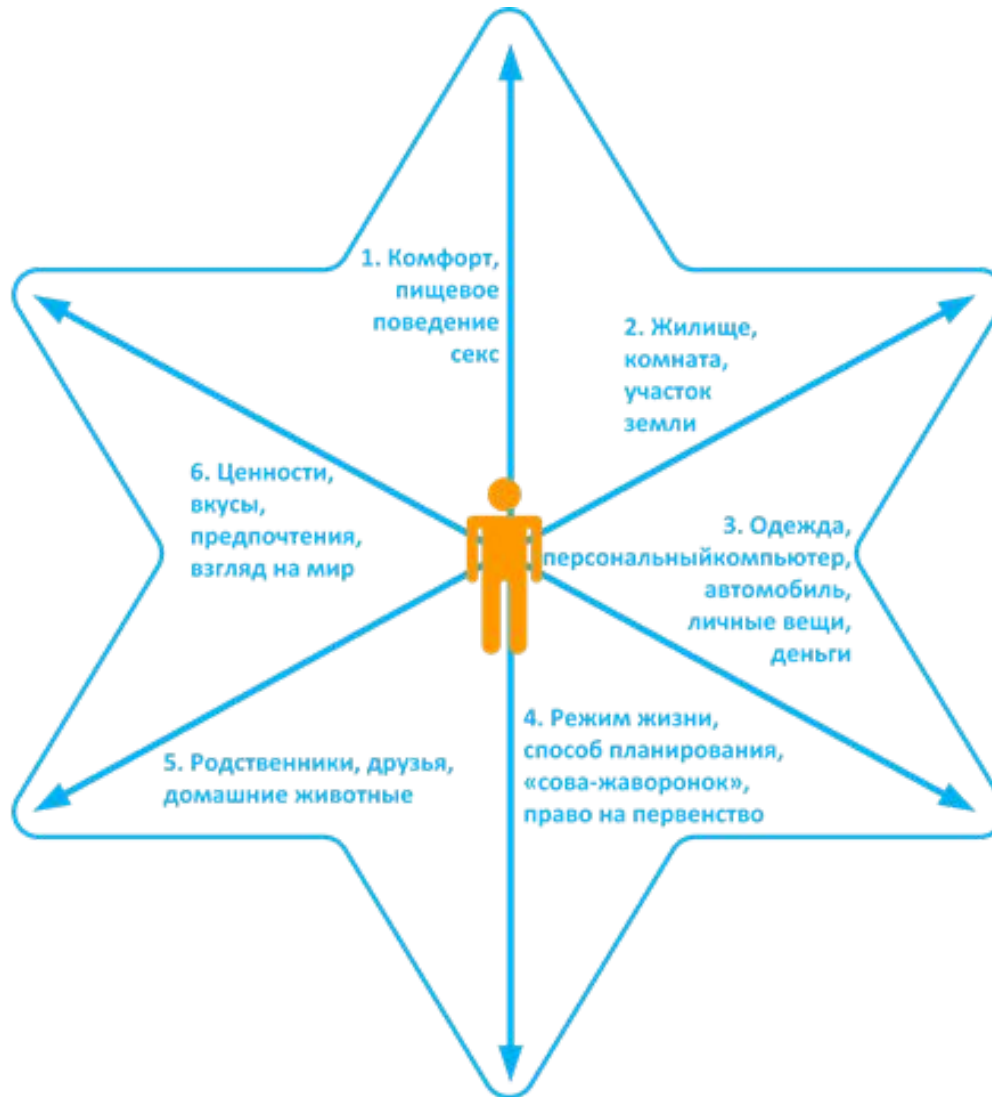 1. Комфорт,
пищевое
поведение
секс
2. Жилище,
комната,
участок
земли
3. Одежда,
персональныйкомпьютер,
автомобиль,
личные вещи,
деньги
4. Режим жизни,
способ планирования,
«сова-жаворонок»,
право на первенство
5. Родственники, друзья,
домашние животные
6. Ценности,
вкусы,
предпочтения,
взгляд на мир